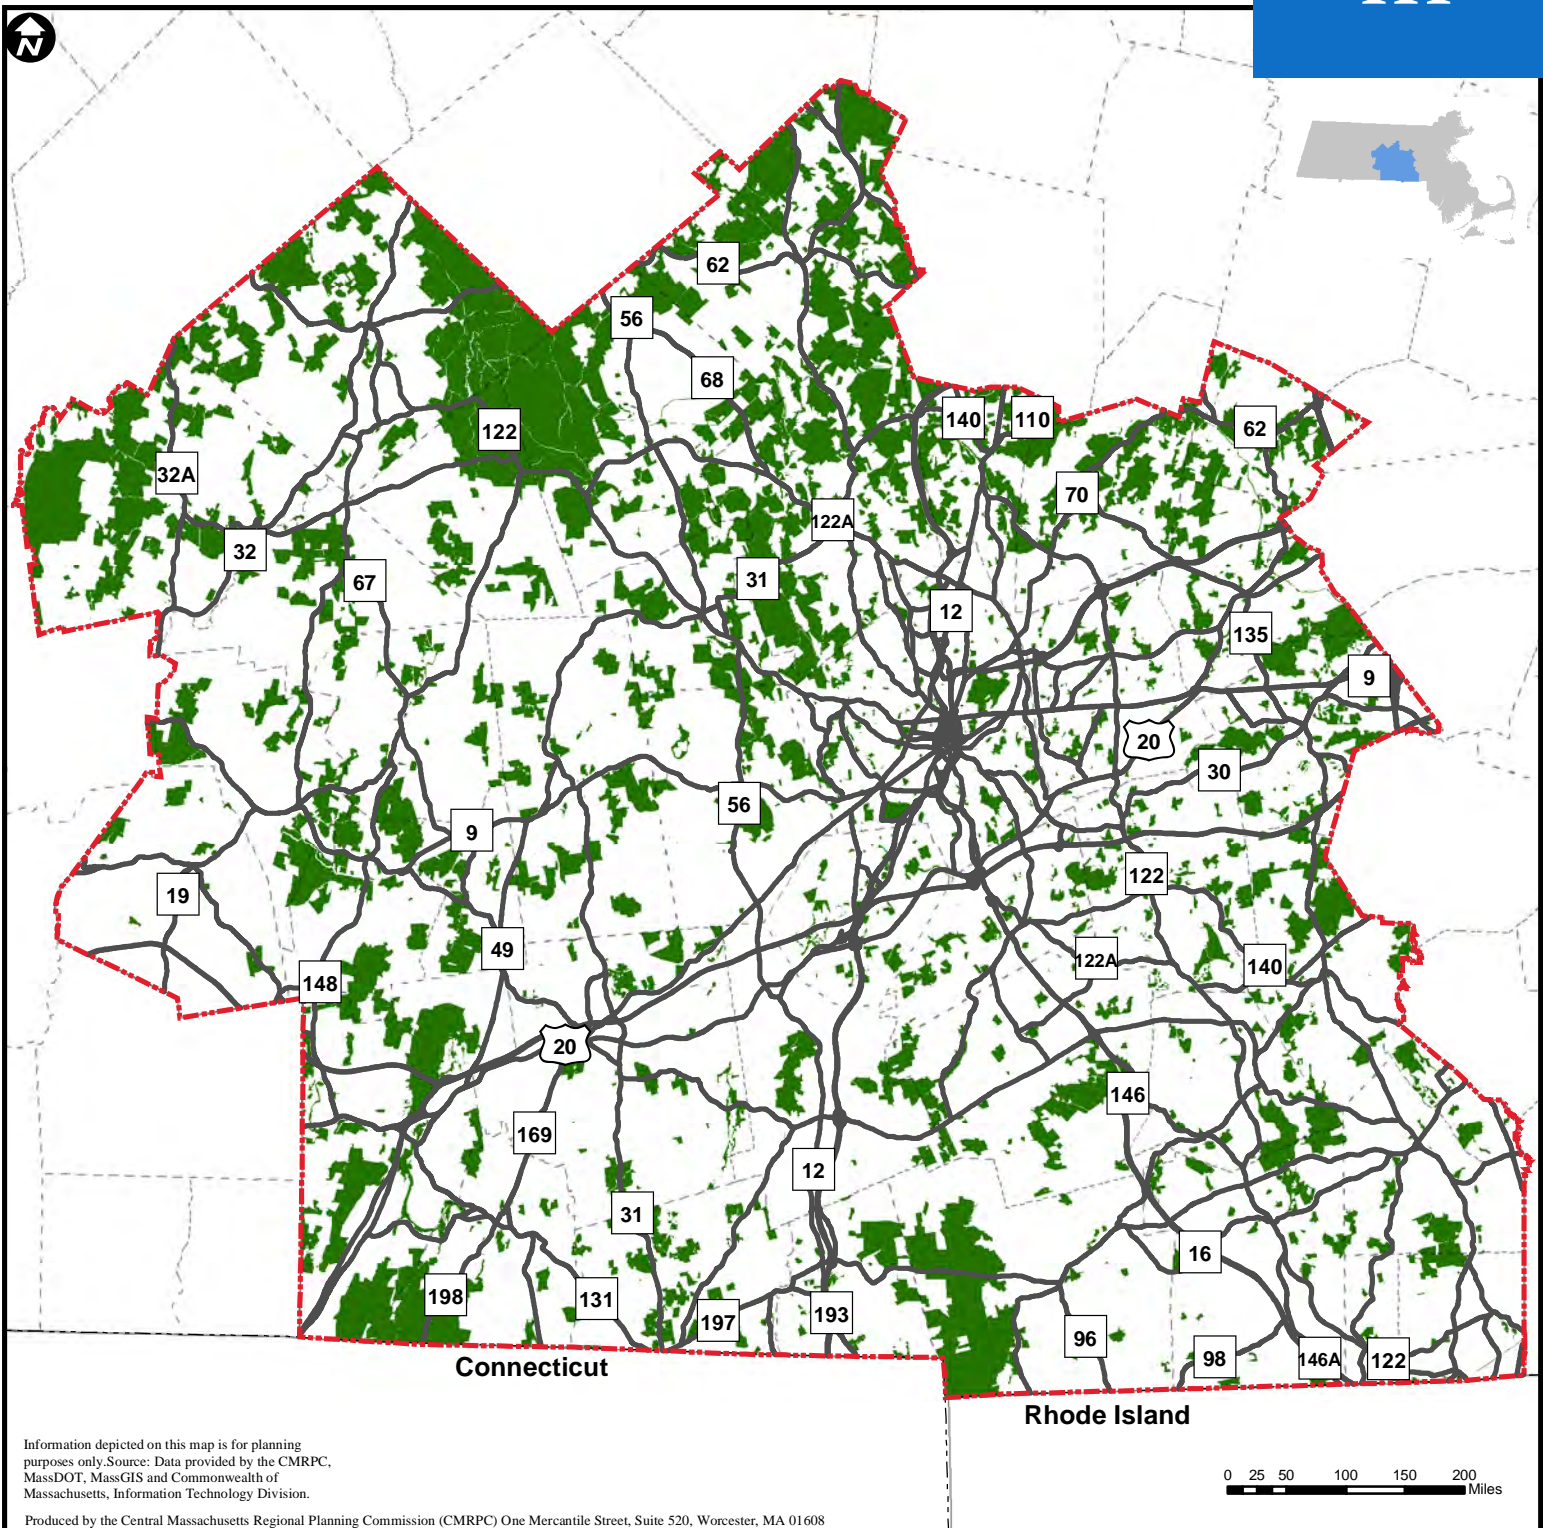 N
62
56
68
122
140
110
62
32A
70
122A
32
31
67
12
135
9
20
30
56
9
122
19
49
122A
140
148
20
146
169
12
31
16
198
131
197
193
96
98
146A
122
Connecticut
Rhode Island
Information depicted on this map is for planning
purposes only.Source: Data provided by the CMRPC,
MassDOT, MassGIS and Commonwealth of
Massachusetts, Information Technology Division.
0 25 50 100 150 200
Miles
Produced by the Central Massachusetts Regional Planning Commission (CMRPC) One Mercantile Street, Suite 520, Worcester, MA 01608